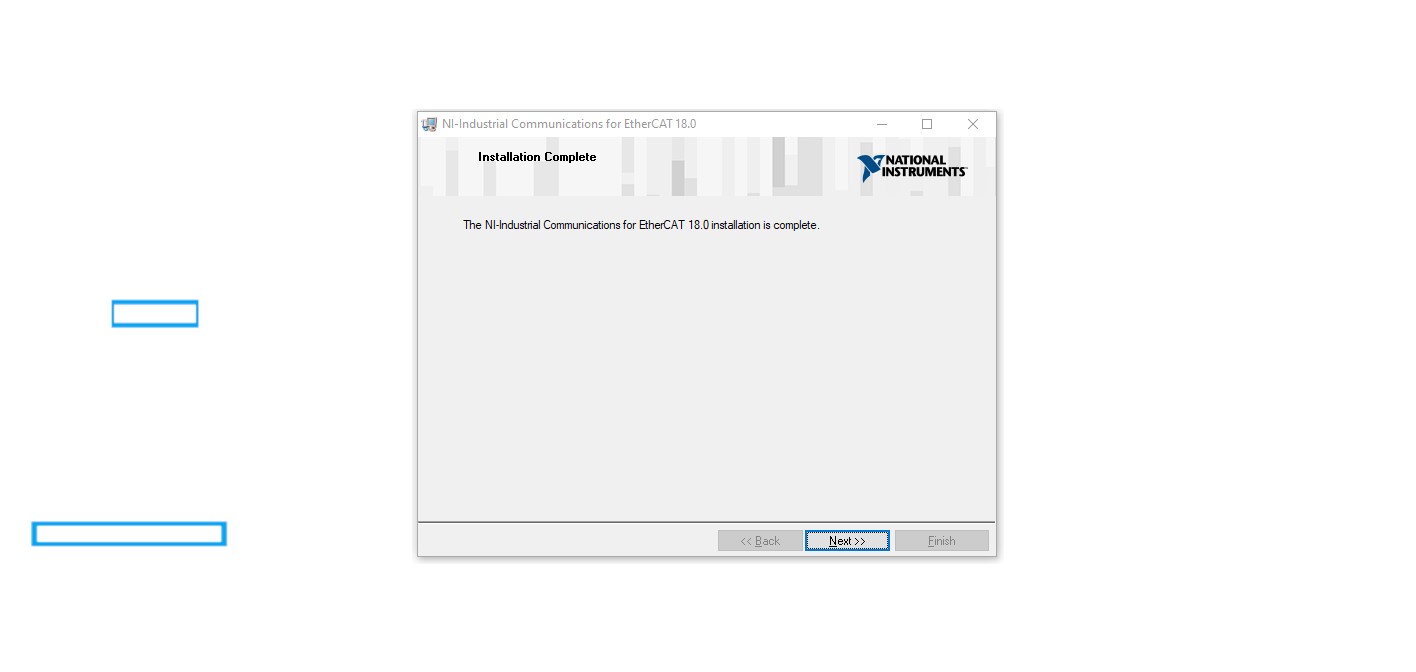 NI-Industrial Communications for EtherCAT 18.0
Installation Complete
NATIONAL
INSTRUMENTS™
The NI-Industrial Communications for EtherCAT 18.0 installation is complete.
<< Back Next >> Finish